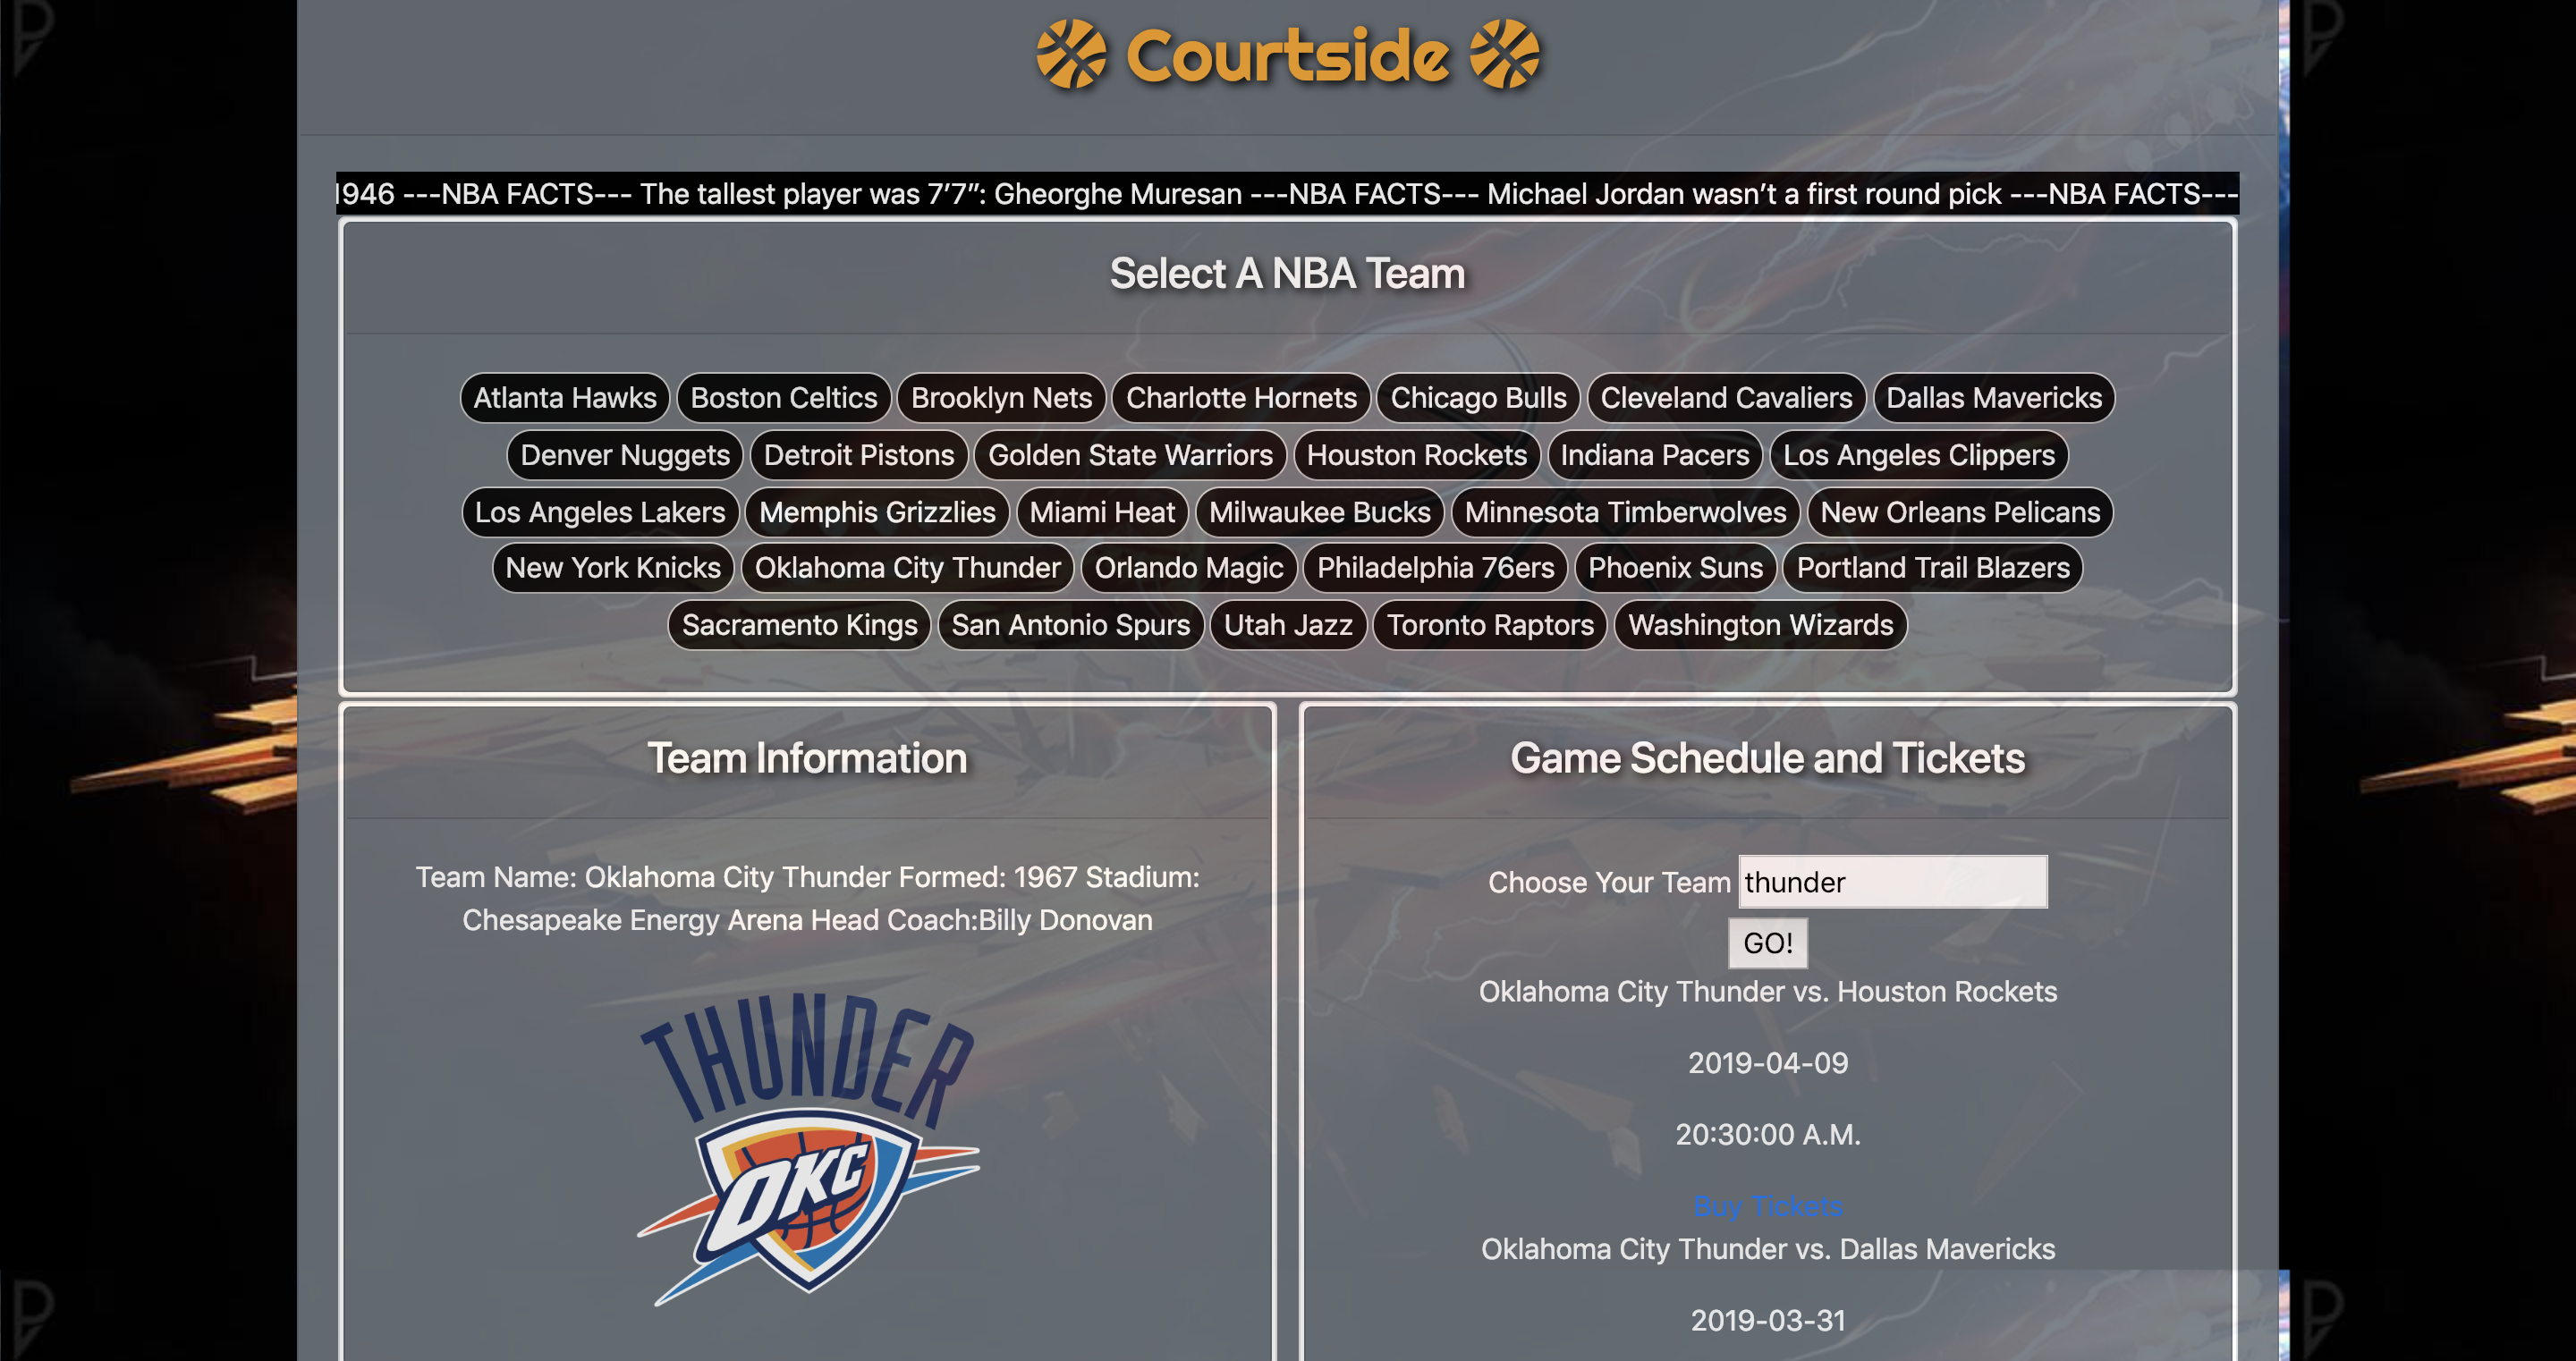 Courtside
1946 ---NBA FACTS--- The tallest player was 7’7”: Gheorghe Muresan ---NBA FACTS--- Michael Jordan wasn’t a first round pick ---NBA FACTS---
Select A NBA Team
Atlanta Hawks Boston Celtics Brooklyn Nets Charlotte Hornets Chicago Bulls Cleveland Cavaliers Dallas Mavericks
Denver Nuggets Detroit Pistons Golden State Warriors Houston Rockets Indiana Pacers Los Angeles Clippers
Los Angeles Lakers Memphis Grizzlies Miami Heat Milwaukee Bucks Minnesota Timberwolves New Orleans Pelicans
New York Knicks Oklahoma City Thunder Orlando Magic Philadelphia 76ers Phoenix Suns Portland Trail Blazers
Sacramento Kings San Antonio Spurs Utah Jazz Toronto Raptors Washington Wizards
Team Information
Team Name: Oklahoma City Thunder Formed: 1967 Stadium:
Chesapeake Energy Arena Head Coach:Billy Donovan
THUNDER
OKC
Game Schedule and Tickets
Choose Your Team thunder
GO!
Oklahoma City Thunder vs. Houston Rockets
2019-04-09
20:30:00 A.M.
Buy Tickets
Oklahoma City Thunder vs. Dallas Mavericks
2019-03-31